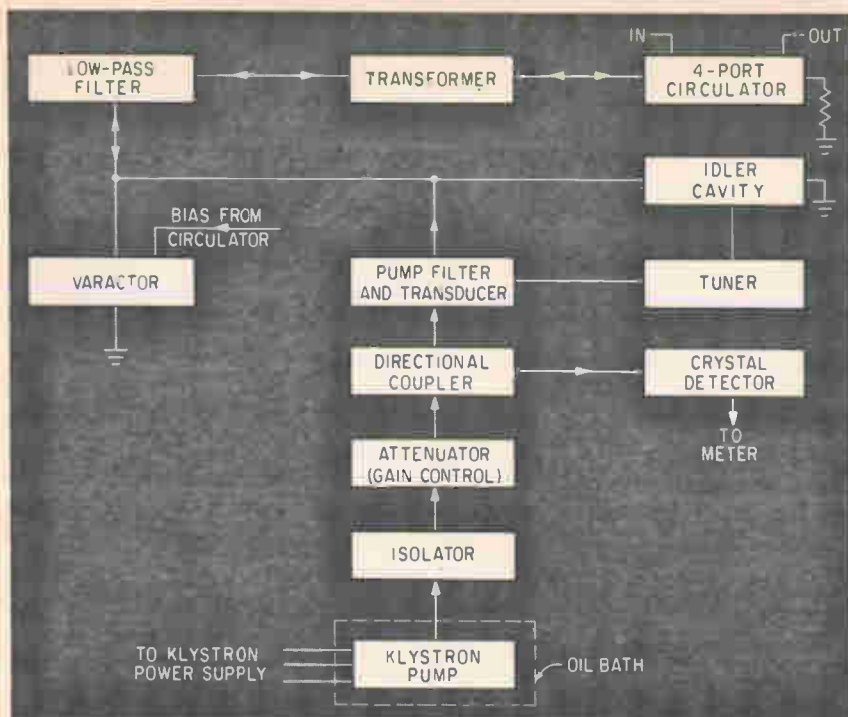 IN
OUT
LOW-PASS
FILTER
TRANSFORMER
4-PORT
CIRCULATOR
IDLER
CAVITY
BIAS FROM
CIRCULATOR
VARACTOR
PUMP FILTER
AND TRANSDUCER
TUNER
DIRECTIONAL
COUPLER
CRYSTAL
DETECTOR
TO
METER
ATTENUATOR
(GAIN CONTROL)
ISOLATOR
TO KLYSTRON
POWER SUPPLY
KLYSTRON
PUMP
OIL BATH